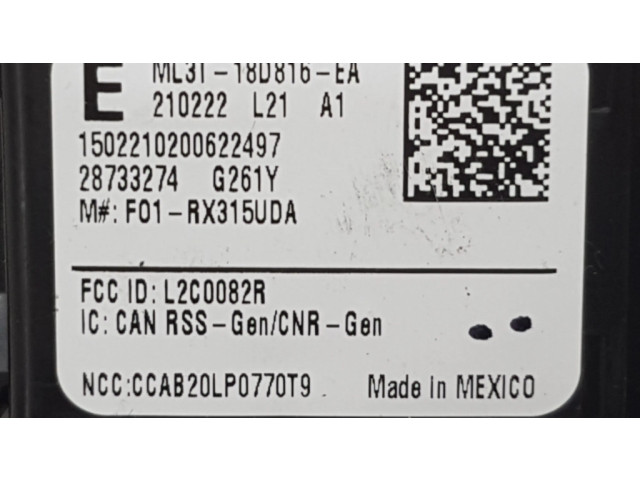 E ML3T-18D816-EA
210222 L21 A1
1502210200622497
28733274 G261Y
M#: F01-RX315UDA
FCC ID: L2C0082R
IC: CAN RSS-Gen/CNR-Gen
NCC:CCAB20LP0770T9 Made in MEXICO